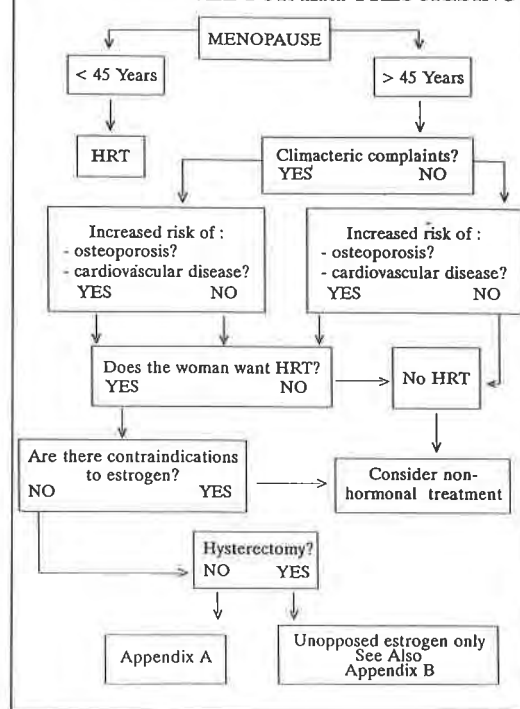 MENOPAUSE
< 45 Years
> 45 Years
HRT
Climacteric complaints?
YES NO
Increased risk of :
- osteoporosis?
- cardiovascular disease?
YES NO
Increased risk of :
- osteoporosis?
- cardiovascular disease?
YES NO
Does the woman want HRT?
YES NO
No HRT
Are there contraindications
to estrogen?
NO YES
Consider non-
hormonal treatment
Hysterectomy?
NO YES
Appendix A
Unopposed estrogen only
See Also
Appendix B